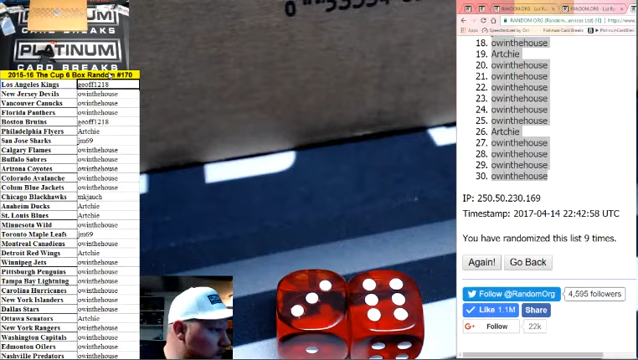 PLATINUM
CARD BREAKS
2015-16 The Cup 6 Box Random #170
Los Angeles Kings geoff1218
New Jersey Devils owinthehouse
Vancouver Canucks owinthehouse
Florida Panthers owinthehouse
Boston Bruins geoff1218
Philadelphia Flyers Artchie
San Jose Sharks jm69
Calgary Flames owinthehouse
Buffalo Sabres owinthehouse
Arizona Coyotes owinthehouse
Colorado Avalanche owinthehouse
Colum Blue Jackets owinthehouse
Chicago Blackhawks mkjauch
Anaheim Ducks Artchie
St. Louis Blues Artchie
Minnesota Wild owinthehouse
Toronto Maple Leafs jm69
Montreal Canadiens owinthehouse
Detroit Red Wings Artchie
Winnipeg Jets owinthehouse
Pittsburgh Penguins owinthehouse
Tampa Bay Lightning owinthehouse
Carolina Hurricanes owinthehouse
New York Islanders owinthehouse
Dallas Stars owinthehouse
Ottawa Senators Artchie
New York Rangers owinthehouse
Washington Capitals owinthehouse
Edmonton Oilers owinthehouse
Nashville Predators owinthehouse
18. owinthehouse
19. Artchie
20. owinthehouse
21. owinthehouse
22. owinthehouse
23. owinthehouse
24. owinthehouse
25. owinthehouse
26. Artchie
27. owinthehouse
28. owinthehouse
29. owinthehouse
30. owinthehouse
IP: 250.50.230.169
Timestamp: 2017-04-14 22:42:58 UTC
You have randomized this list 9 times.
Again! Go Back
Follow @RandomOrg 4,595 followers
Like 1.1M Share
Follow 22k